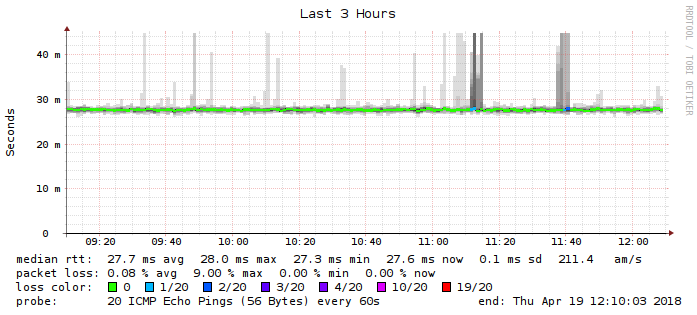 Last 3 Hours
RRDTOOL / TOBI OETIKER
Seconds
40 m
30 m
20 m
10 m
0
09:20 09:40 10:00 10:20 10:40 11:00 11:20 11:40 12:00
median rtt: 27.7 ms avg 28.0 ms max 27.3 ms min 27.6 ms now 0.1 ms sd 211.4 am/s
packet loss: 0.08 % avg 9.00 % max 0.00 % min 0.00 % now
loss color: 0 1/20 2/20 3/20 4/20 10/20 19/20
probe: 20 ICMP Echo Pings (56 Bytes) every 60s end: Thu Apr 19 12:10:03 2018